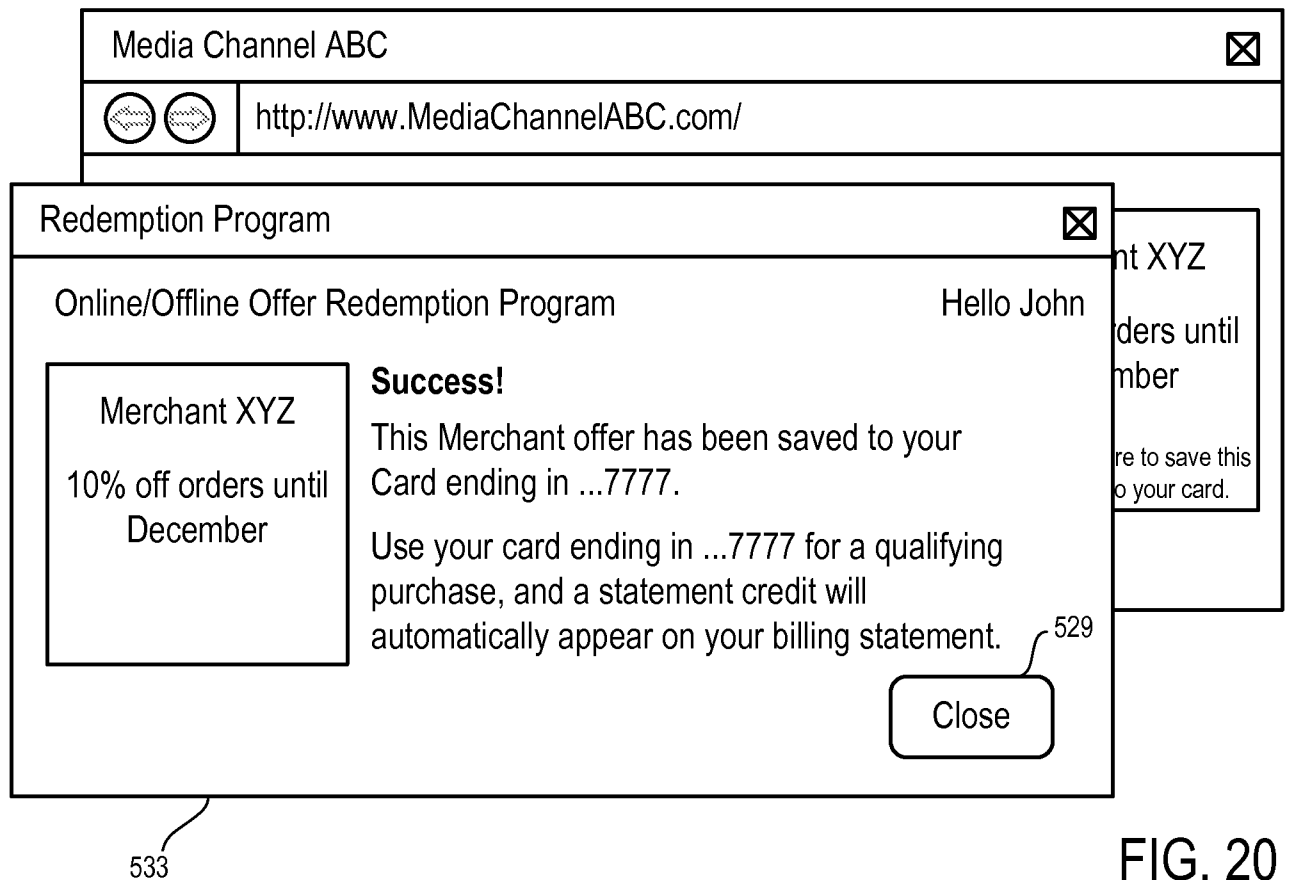 Media Channel ABC
http://www.MediaChannelABC.com/
Redemption Program
Online/Offline Offer Redemption Program
Hello John
Merchant XYZ
10% off orders until
December
Success!
This Merchant offer has been saved to your
Card ending in ...7777.
Use your card ending in ...7777 for a qualifying
purchase, and a statement credit will
automatically appear on your billing statement.
529
Close
nt XYZ
ders until
mber
re to save this
o your card.
533
FIG. 20